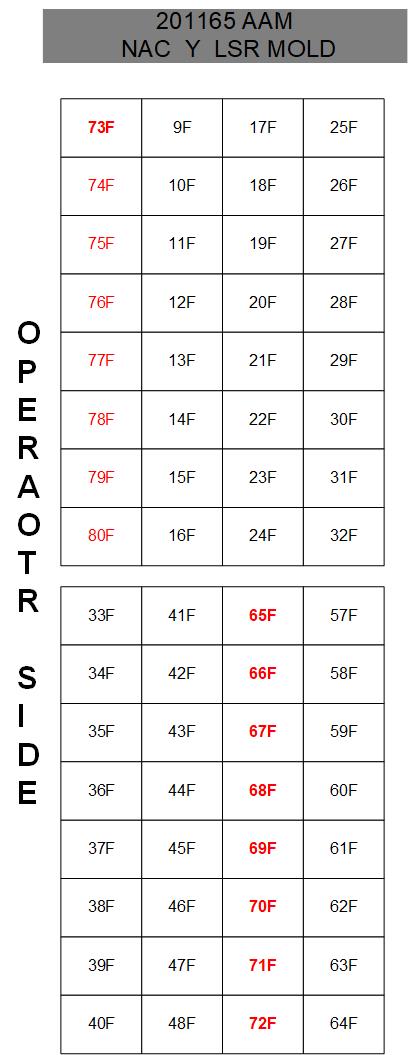 201165 AAM
NAC Y LSR MOLD
OPERAOTR SIDE
73F 9F 17F 25F
74F 10F 18F 26F
75F 11F 19F 27F
76F 12F 20F 28F
77F 13F 21F 29F
78F 14F 22F 30F
79F 15F 23F 31F
80F 16F 24F 32F
33F 41F 65F 57F
34F 42F 66F 58F
35F 43F 67F 59F
36F 44F 68F 60F
37F 45F 69F 61F
38F 46F 70F 62F
39F 47F 71F 63F
40F 48F 72F 64F